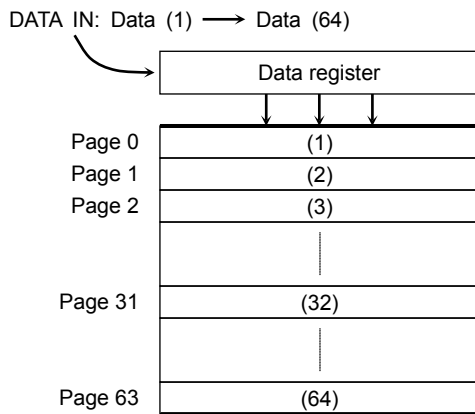 DATA IN: Data (1) → Data (64)
Data register
Page 0 (1)
Page 1 (2)
Page 2 (3)
Page 31 (32)
Page 63 (64)